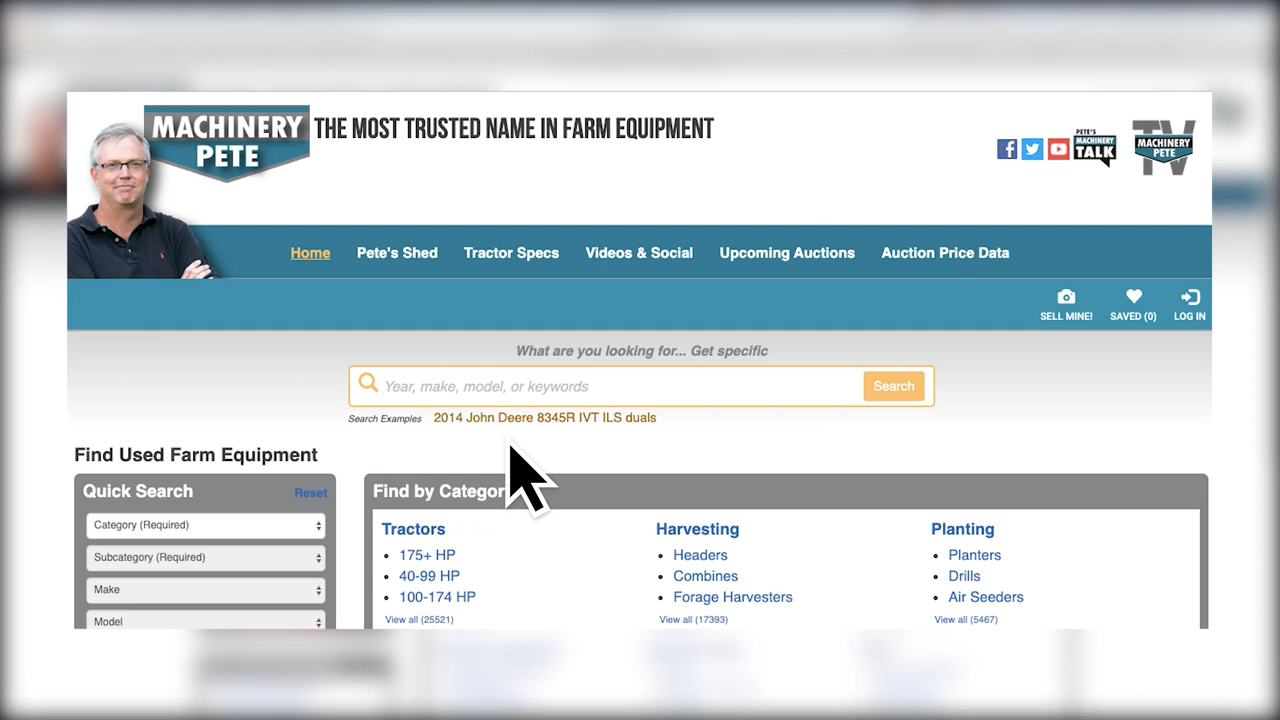 MACHINERY
PETE
THE MOST TRUSTED NAME IN FARM EQUIPMENT
PETE'S
MACHINERY
TALK
TV
MACHINERY
PETE
Home Pete's Shed Tractor Specs Videos & Social Upcoming Auctions Auction Price Data
SELL MINE! SAVED (0) LOG IN
What are you looking for... Get specific
Year, make, model, or keywords Search
Search Examples 2014 John Deere 8345R IVT ILS duals
Find Used Farm Equipment
Quick Search Reset
Category (Required)
Subcategory (Required)
Make
Model
Find by Categor
Tractors
• 175+ HP
• 40-99 HP
• 100-174 HP
View all (25521)
Harvesting
• Headers
• Combines
• Forage Harvesters
View all (17393)
Planting
• Planters
• Drills
• Air Seeders
View all (5467)